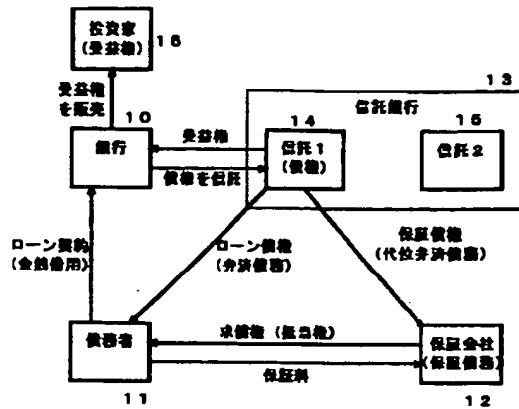 投資家
(受益権)
16
受益権
を販売
10
13
信託銀行
銀行
受益権
債権を信託
14
信託1
(債権)
15
信託2
ローン契約
(金銭借用)
ローン債権
(弁済債務)
保証債権
(代位弁済債務)
債務者
11
求償権(抵当権)
保証料
保証会社
(保証債務)
12